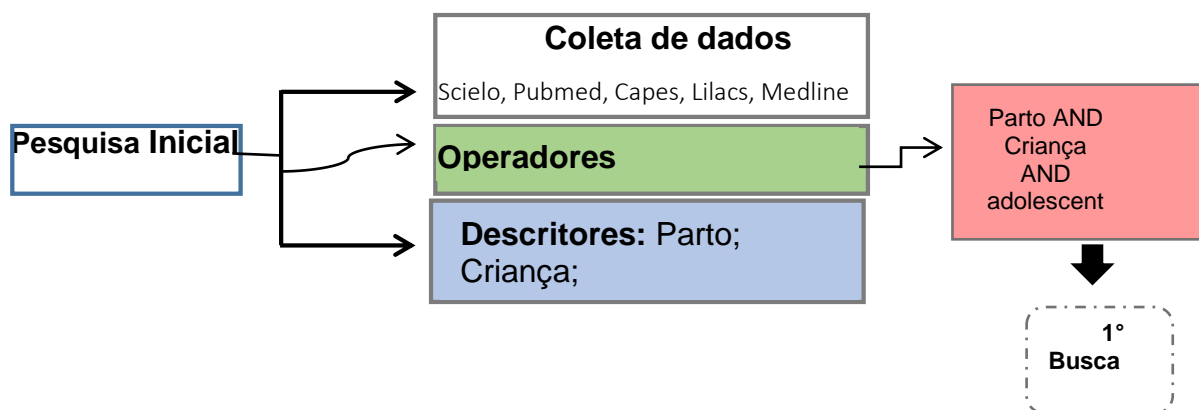 Pesquisa Inicial
Coleta de dados
Scielo, Pubmed, Capes, Lilacs, Medline
Operadores
Descritores: Parto;
Criança;
Parto AND
Criança
AND
adolescent
1°
Busca